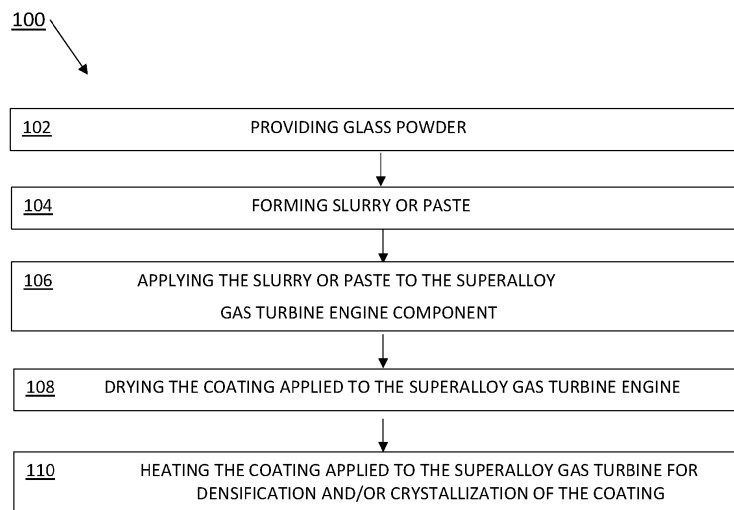 100
102 PROVIDING GLASS POWDER
104 FORMING SLURRY OR PASTE
106 APPLYING THE SLURRY OR PASTE TO THE SUPERALLOY
GAS TURBINE ENGINE COMPONENT
108 DRYING THE COATING APPLIED TO THE SUPERALLOY GAS TURBINE ENGINE
110 HEATING THE COATING APPLIED TO THE SUPERALLOY GAS TURBINE FOR
DENSIFICATION AND/OR CRYSTALLIZATION OF THE COATING